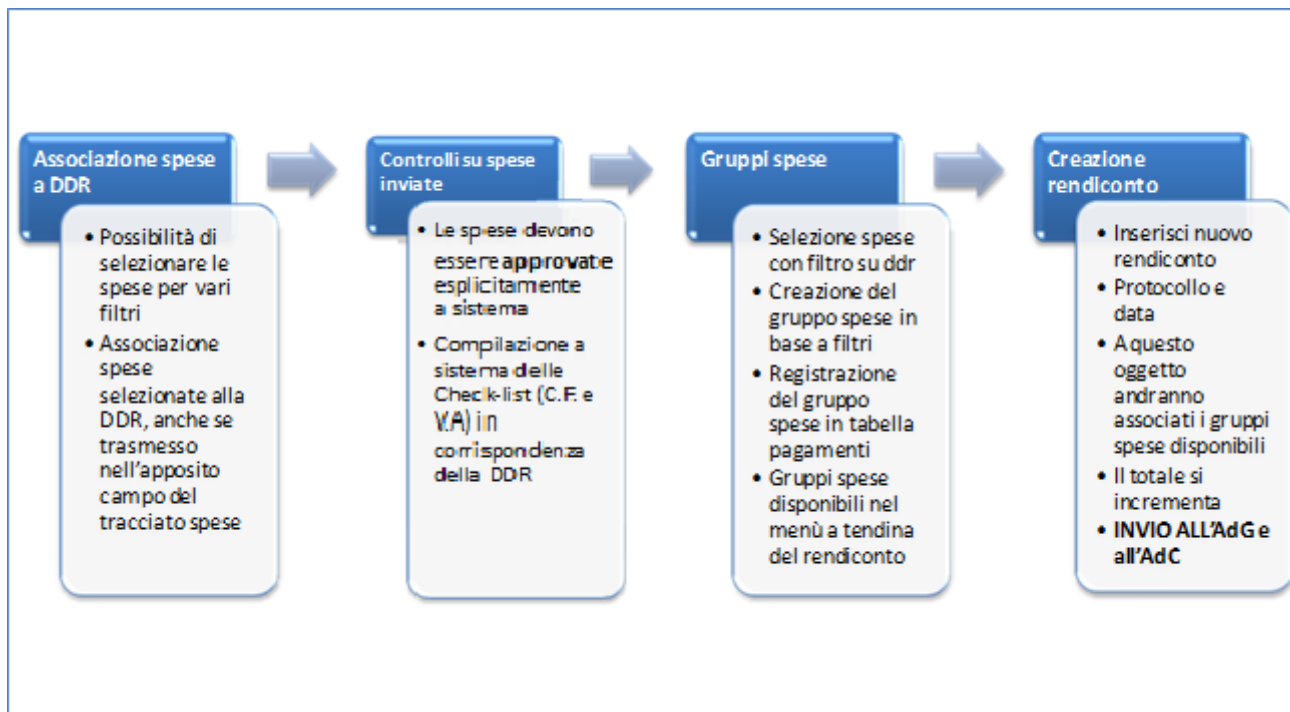 Associazione spese
a DDR
• Possibilità di
selezionare le
spese per vari
filtri
• Associazione
spese
selezionate alla
DDR, anche se
trasmesso
nell'apposito
campo del
tracciato spese
Controlli su spese
inviate
• Le spese devono
essere approvate
esplicitamente
a sistema
• Compilazione a
sistema delle
Check-list (C.F. e
V.A) in
corrispondenza
della DDR
Gruppi spese
• Selezione spese
con filtro su ddr
• Creazione del
gruppo spese in
base a filtri
• Registrazione
del gruppo
spese in tabella
pagamenti
• Gruppi spese
disponibili nel
menù a tendina
del rendiconto
Creazione
rendiconto
• Inserisci nuovo
rendiconto
• Protocollo e
data
• A questo
oggetto
andranno
associati i gruppi
spese disponibili
• Il totale si
incrementa
• INVIO ALL'AdG e
all'AdC